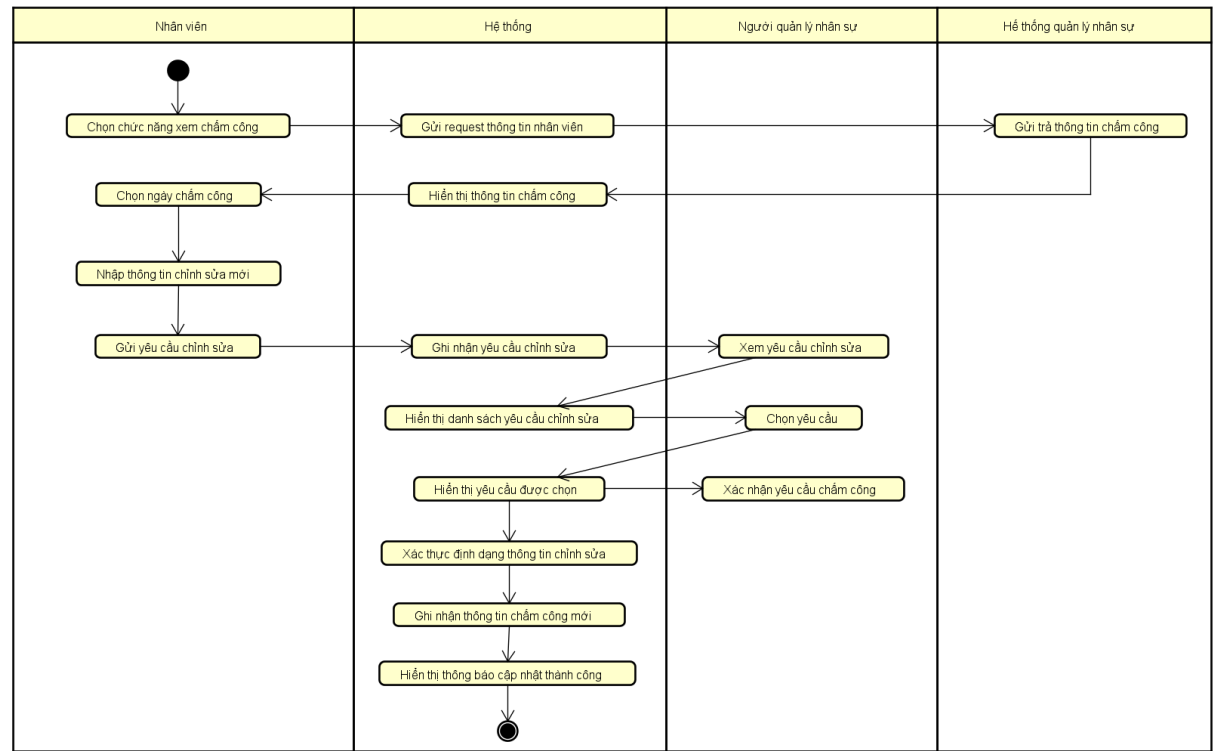 Nhân viên
Hệ thống
Người quản lý nhân sự
Hế thống quản lý nhân sự
Chọn chức năng xem chấm công
Gửi request thông tin nhân viên
Gửi trả thông tin chấm công
Chọn ngày chấm công
Hiển thị thông tin chấm công
Nhập thông tin chỉnh sửa mới
Gửi yêu cầu chỉnh sửa
Ghi nhận yêu cầu chỉnh sửa
Xem yêu cầu chỉnh sửa
Hiển thị danh sách yêu cầu chỉnh sửa
Chọn yêu cầu
Hiển thị yêu cầu được chọn
Xác nhận yêu cầu chấm công
Xác thực định dạng thông tin chỉnh sửa
Ghi nhận thông tin chấm công mới
Hiển thị thông báo cập nhật thành công